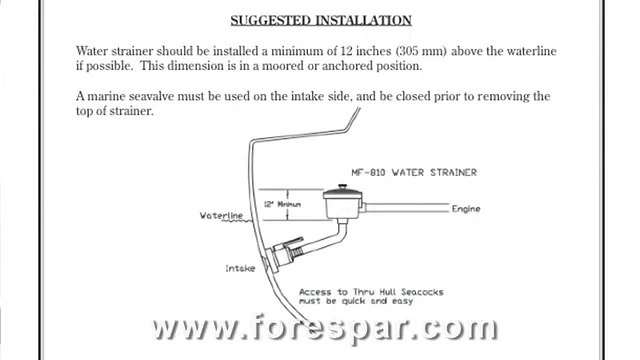 SUGGESTED INSTALLATION
Water strainer should be installed a minimum of 12 inches (305 mm) above the waterline
if possible. This dimension is in a moored or anchored position.
A marine seavalve must be used on the intake side, and be closed prior to removing the
top of strainer.
MF-810 WATER STRAINER
12" Minimum
Engine
Waterline
Intake
Access to Thru Hull Seacocks
must be quick and easy
www.forespar.com